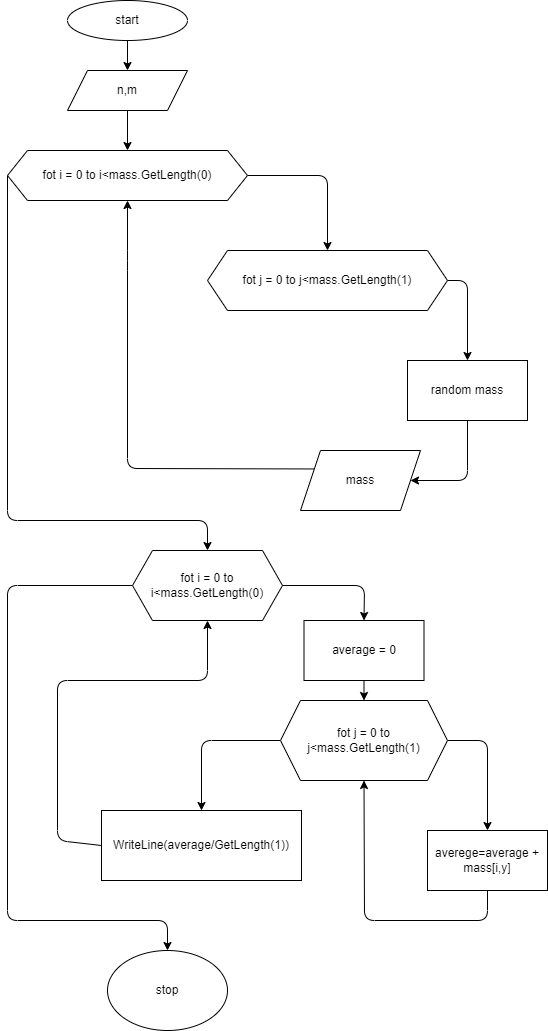 start
n,m
fot i = 0 to i<mass.GetLength(0)
fot j = 0 to j<mass.GetLength(1)
random mass
mass
fot i = 0 to
i<mass.GetLength(0)
average = 0
fot j = 0 to
j<mass.GetLength(1)
WriteLine(average/GetLength(1))
averege=average +
mass[i,y]
stop